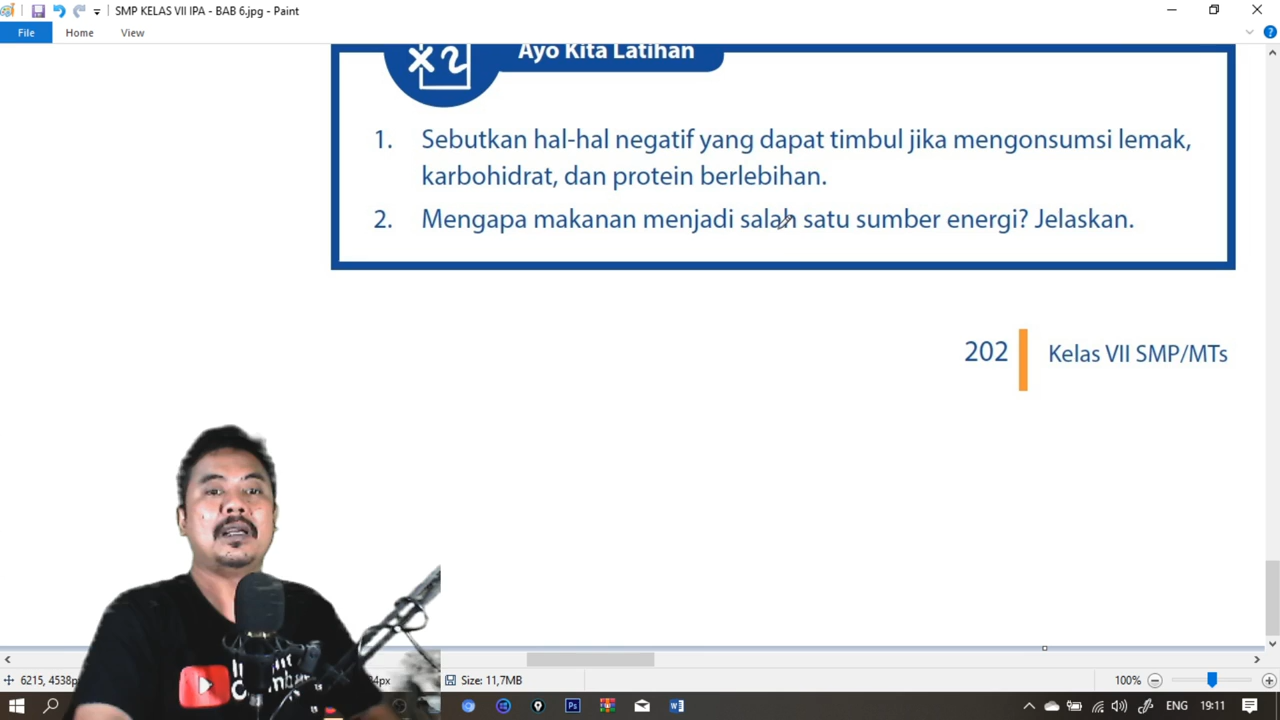 SMP KELAS VII IPA - BAB 6.jpg - Paint
File Home View
Ayo Kita Latihan
1. Sebutkan hal-hal negatif yang dapat timbul jika mengonsumsi lemak,
karbohidrat, dan protein berlebihan.
2. Mengapa makanan menjadi salah satu sumber energi? Jelaskan.
202 Kelas VII SMP/MTs
6215, 4538p
Size: 11,7MB
100%
ENG 19:11